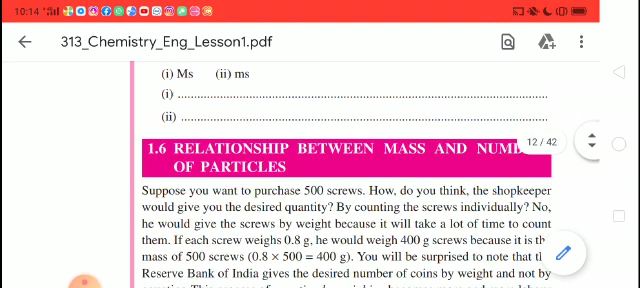 10:14
313_Chemistry_Eng_Lesson1.pdf
(i) Ms (ii) ms
(i) ....................................................................................................
(ii) ...................................................................................................
12 / 42
1.6 RELATIONSHIP BETWEEN MASS AND
OF PARTICLES
Suppose you want to purchase 500 screws. How, do you think, the shopkeeper
would give you the desired quantity? By counting the screws individually? No,
he would give the screws by weight because it will take a lot of time to count
them. If each screw weighs 0.8 g, he would weigh 400 g screws because it is
mass of 500 screws (0.8 × 500 = 400 g). You will be surprised to note that
Reserve Bank of India gives the desired number of coins by weight and not by